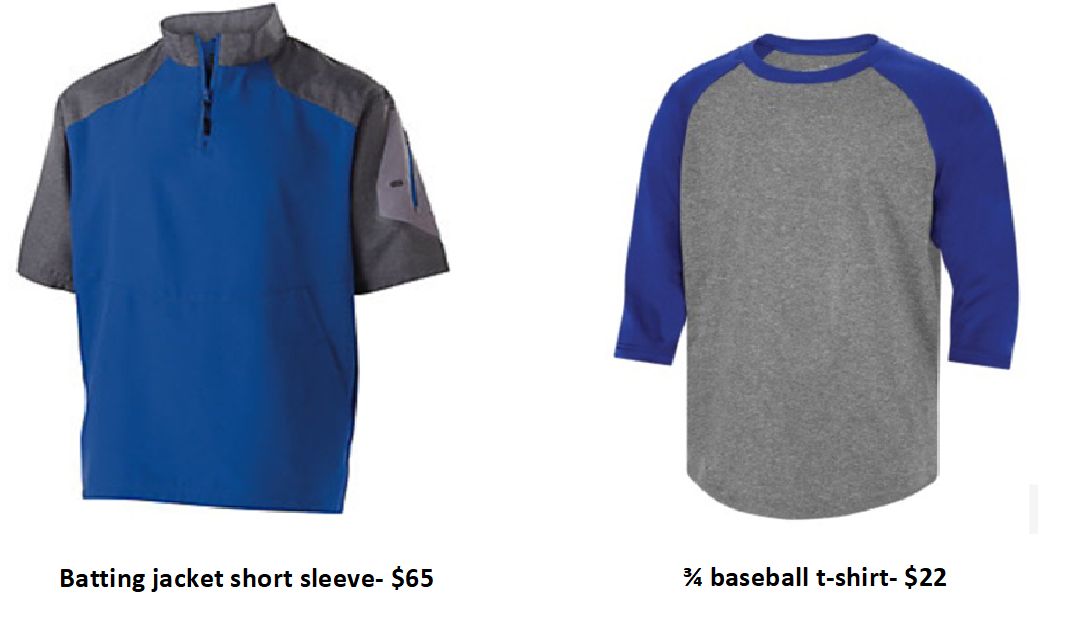 Batting jacket short sleeve- $65
¾ baseball t-shirt- $22